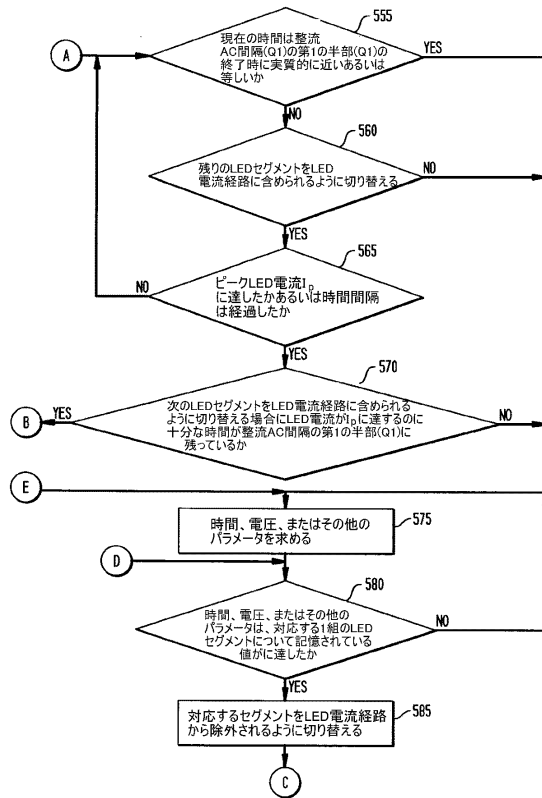 555
現在の時間は整流
AC間隔(Q1)の第1の半部(Q1)の
終了時に実質的に近いあるいは
等しいか
YES
A
NO
560
残りのLEDセグメントをLED
電流経路に含められるように切り替える
NO
YES
565
ピークLED電流Ip
に達したかあるいは時間間隔
は経過したか
NO
YES
570
次のLEDセグメントをLED電流経路に含められる
ように切り替える場合にLED電流がIpに達するのに
十分な時間が整流AC間隔の第1の半部(Q1)に
残っているか
YES
NO
B
E
時間、電圧、またはその他の
パラメータを求める
575
D
580
時間、電圧、またはその他の
パラメータは、対応する1組のLED
セグメントについて記憶されている
値がに達したか
NO
YES
対応するセグメントをLED電流経路
から除外されるように切り替える
585
C